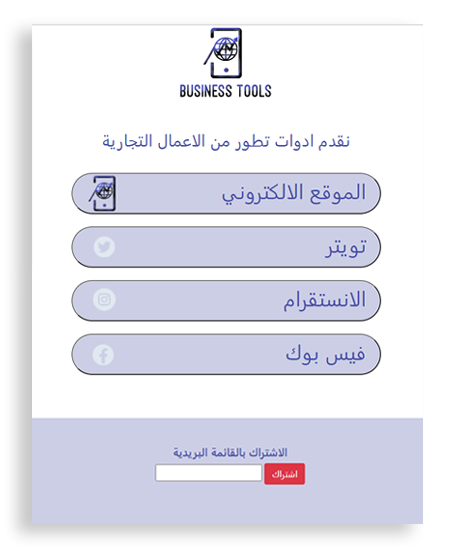 BUSINESS TOOLS
نقدم ادوات تطور من الاعمال التجارية
الموقع الالكتروني
تويتر
الانستقرام
فيس بوك
الاشتراك بالقائمة البريدية
اشتراك